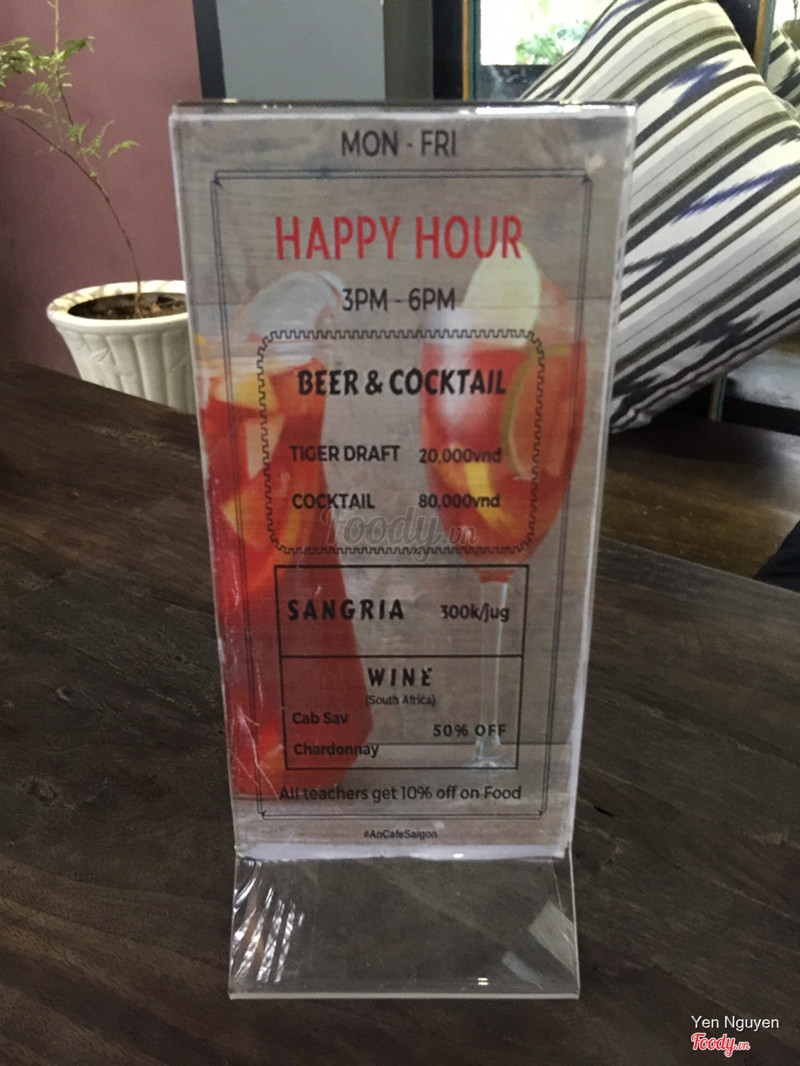 MON - FRI
HAPPY HOUR
3PM - 6PM
BEER & COCKTAIL
TIGER DRAFT 20,000vnd
COCKTAIL 80,000vnd
Foody.vn
SANGRIA 300k/jug
WINE
(South Africa)
Cab Sav
50% OFF
Chardonnay
All teachers get 10% off on Food
#AnCafeSaigon
Yen Nguyen
Foody.vn